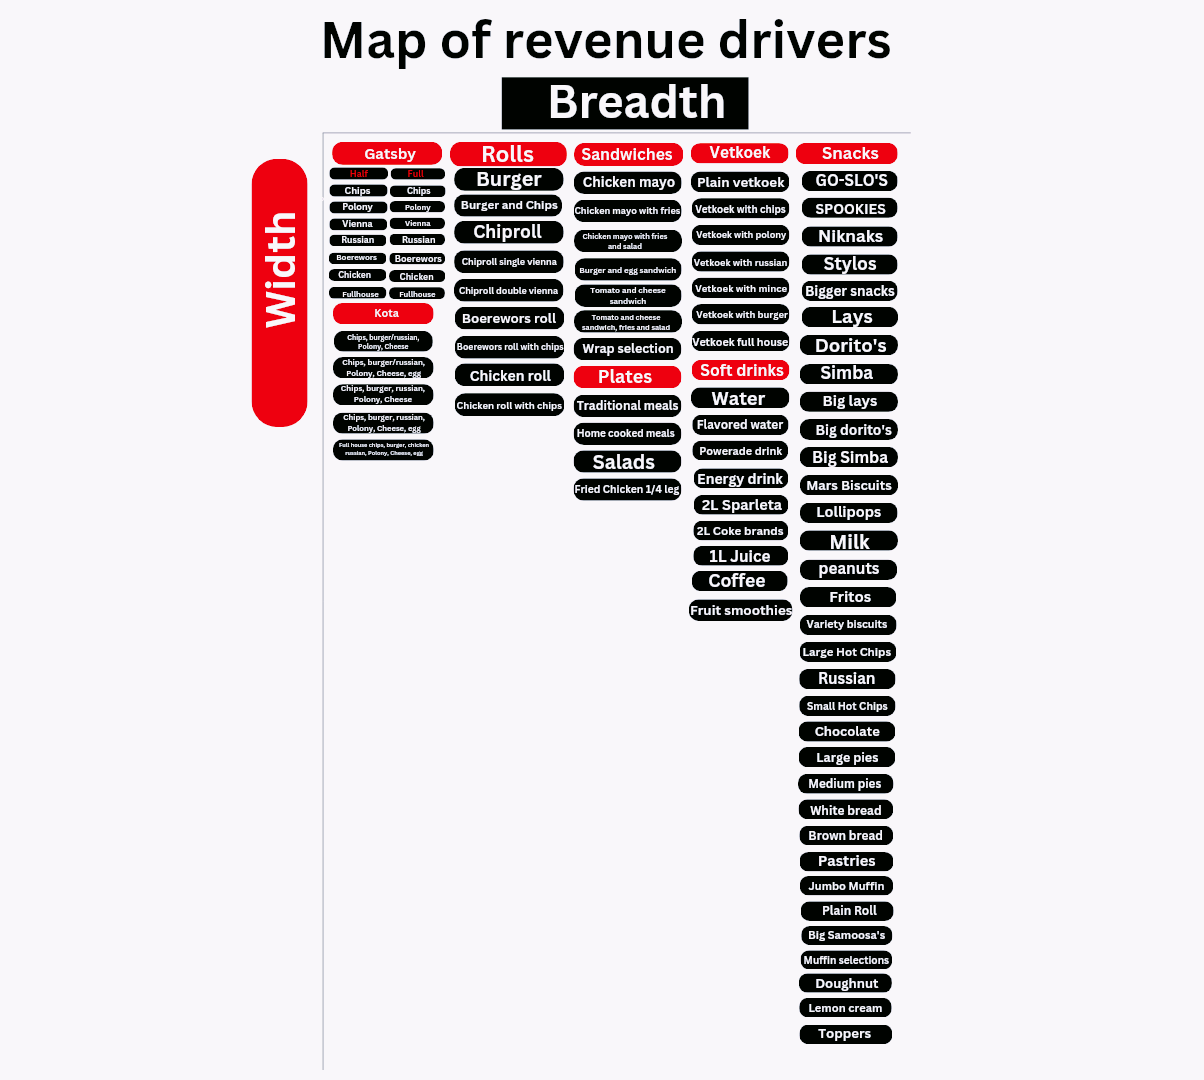 Map of revenue drivers
Breadth
Width
Gatsby
Half
Full
Chips
Chips
Polony
Polony
Vienna
Vienna
Russian
Russian
Boerewors
Boerewors
Chicken
Chicken
Fullhouse
Fullhouse
Kota
Chips, burger/russian,
Polony, Cheese
Chips, burger/russian,
Polony, Cheese, egg
Chips, burger, russian,
Polony, Cheese
Chips, burger, russian,
Polony, Cheese, egg
Full house chips, burger, chicken
russian, Polony, Cheese, egg
Rolls
Burger
Burger and Chips
Chiproll
Chiproll single vienna
Chiproll double vienna
Boerewors roll
Boerewors roll with chips
Chicken roll
Chicken roll with chips
Sandwiches
Chicken mayo
Chicken mayo with fries
Chicken mayo with fries
and salad
Burger and egg sandwich
Tomato and cheese
sandwich
Tomato and cheese
sandwich, fries and salad
Wrap selection
Plates
Traditional meals
Home cooked meals
Salads
Fried Chicken 1/4 leg
Vetkoek
Plain vetkoek
Vetkoek with chips
Vetkoek with polony
Vetkoek with russian
Vetkoek with mince
Vetkoek with burger
Vetkoek full house
Soft drinks
Water
Flavored water
Powerade drink
Energy drink
2L Sparleta
2L Coke brands
1L Juice
Coffee
Fruit smoothies
Snacks
GO-SLO'S
SPOOKIES
Niknaks
Stylos
Bigger snacks
Lays
Dorito's
Simba
Big lays
Big dorito's
Big Simba
Mars Biscuits
Lollipops
Milk
peanuts
Fritos
Variety biscuits
Large Hot Chips
Russian
Small Hot Chips
Chocolate
Large pies
Medium pies
White bread
Brown bread
Pastries
Jumbo Muffin
Plain Roll
Big Samoosa's
Muffin selections
Doughnut
Lemon cream
Toppers